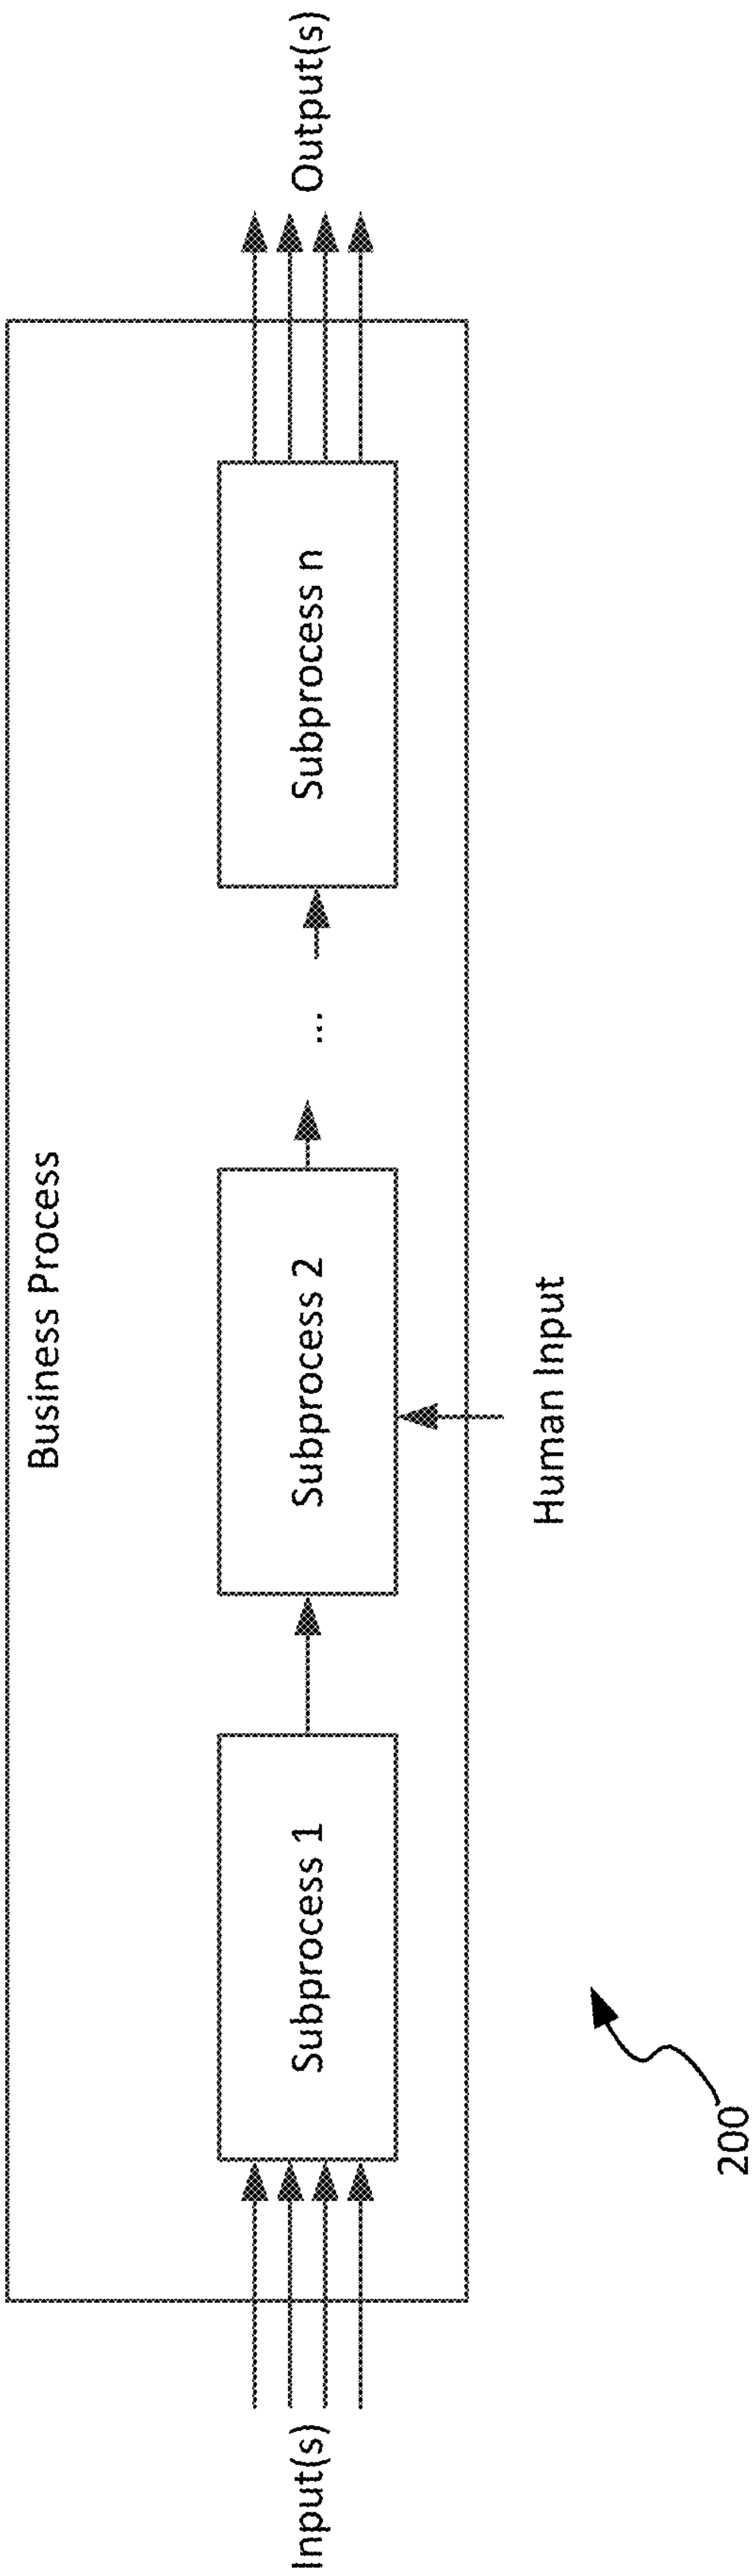 Business Process
Input(s)
Subprocess 1
Subprocess 2
...
Subprocess n
Output(s)
Human Input
200